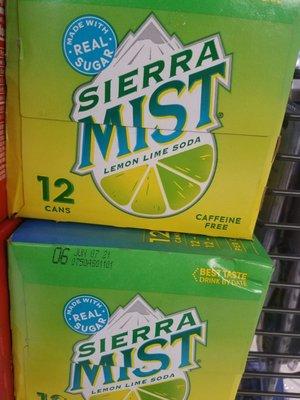 MADE WITH
REAL
SUGAR
SIERRA
MIST
LEMON LIME SODA
12
CANS
CAFFEINE
FREE
06 JUN 07 21
BEST TASTE
DRINK BY DATE
MADE WITH
REAL
SUGAR
SIERRA
MIST
LEMON LIME SODA
12